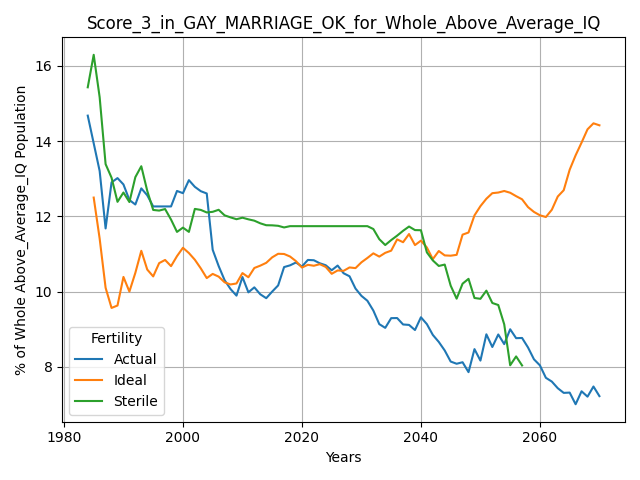 Score_3_in_GAY_MARRIAGE_OK_for_Whole_Above_Average_IQ
% of Whole Above_Average_IQ Population
16
14
12
10
8
Fertility
Actual
Ideal
Sterile
1980 2000 2020 2040 2060
Years